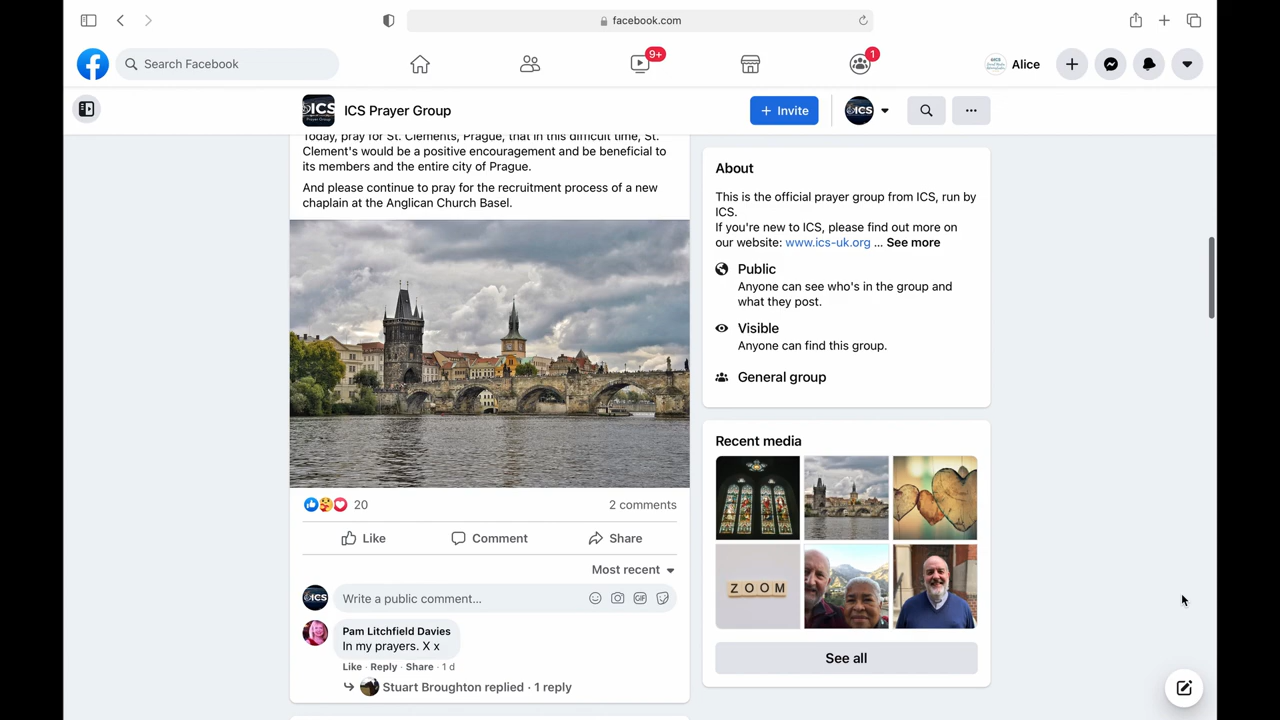 facebook.com
Search Facebook
9+
1
Alice
ICS Prayer Group
+ Invite
Today, pray for St. Clements, Prague, that in this difficult time, St.
Clement's would be a positive encouragement and be beneficial to
its members and the entire city of Prague.
And please continue to pray for the recruitment process of a new
chaplain at the Anglican Church Basel.
20
2 comments
Like
Comment
Share
Most recent
ICS
Write a public comment...
GIF
Pam Litchfield Davies
In my prayers. X x
Like · Reply · Share · 1 d
Stuart Broughton replied · 1 reply
About
This is the official prayer group from ICS, run by
ICS.
If you're new to ICS, please find out more on
our website: www.ics-uk.org ... See more
Public
Anyone can see who's in the group and
what they post.
Visible
Anyone can find this group.
General group
Recent media
ZOOM
See all